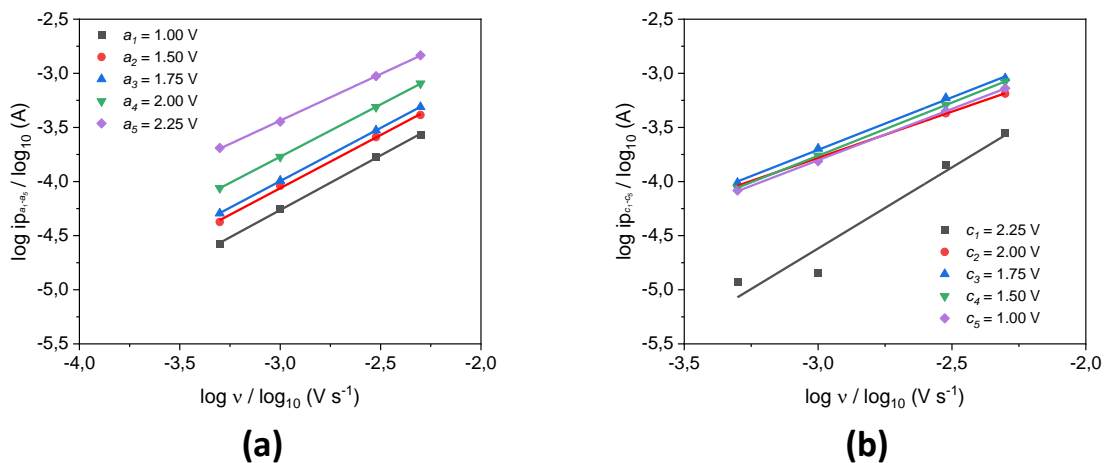 -2,5
-3,0
-3,5
-4,0
-4,5
-5,0
-5,5
log ip a₁-a₅ / log₁₀ (A)
a₁ = 1.00 V
a₂ = 1.50 V
a₃ = 1.75 V
a₄ = 2.00 V
a₅ = 2.25 V
-4,0 -3,5 -3,0 -2,5 -2,0
log ν / log₁₀ (V s⁻¹)
(a)
-2,5
-3,0
-3,5
-4,0
-4,5
-5,0
-5,5
log ip c₁-c₅ / log₁₀ (A)
c₁ = 2.25 V
c₂ = 2.00 V
c₃ = 1.75 V
c₄ = 1.50 V
c₅ = 1.00 V
-3,5 -3,0 -2,5 -2,0
log ν / log₁₀ (V s⁻¹)
(b)